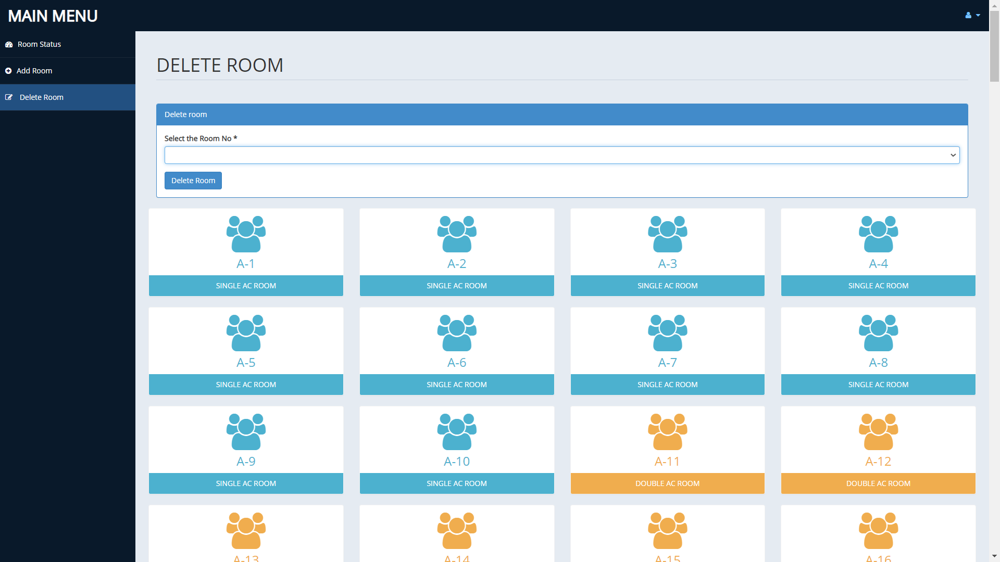 MAIN MENU
Room Status
Add Room
Delete Room
DELETE ROOM
Delete room
Select the Room No *
Delete Room
A-1
A-2
A-3
A-4
SINGLE AC ROOM
SINGLE AC ROOM
SINGLE AC ROOM
SINGLE AC ROOM
A-5
A-6
A-7
A-8
SINGLE AC ROOM
SINGLE AC ROOM
SINGLE AC ROOM
SINGLE AC ROOM
A-9
A-10
A-11
A-12
SINGLE AC ROOM
SINGLE AC ROOM
DOUBLE AC ROOM
DOUBLE AC ROOM
A-13
A-14
A-15
A-16